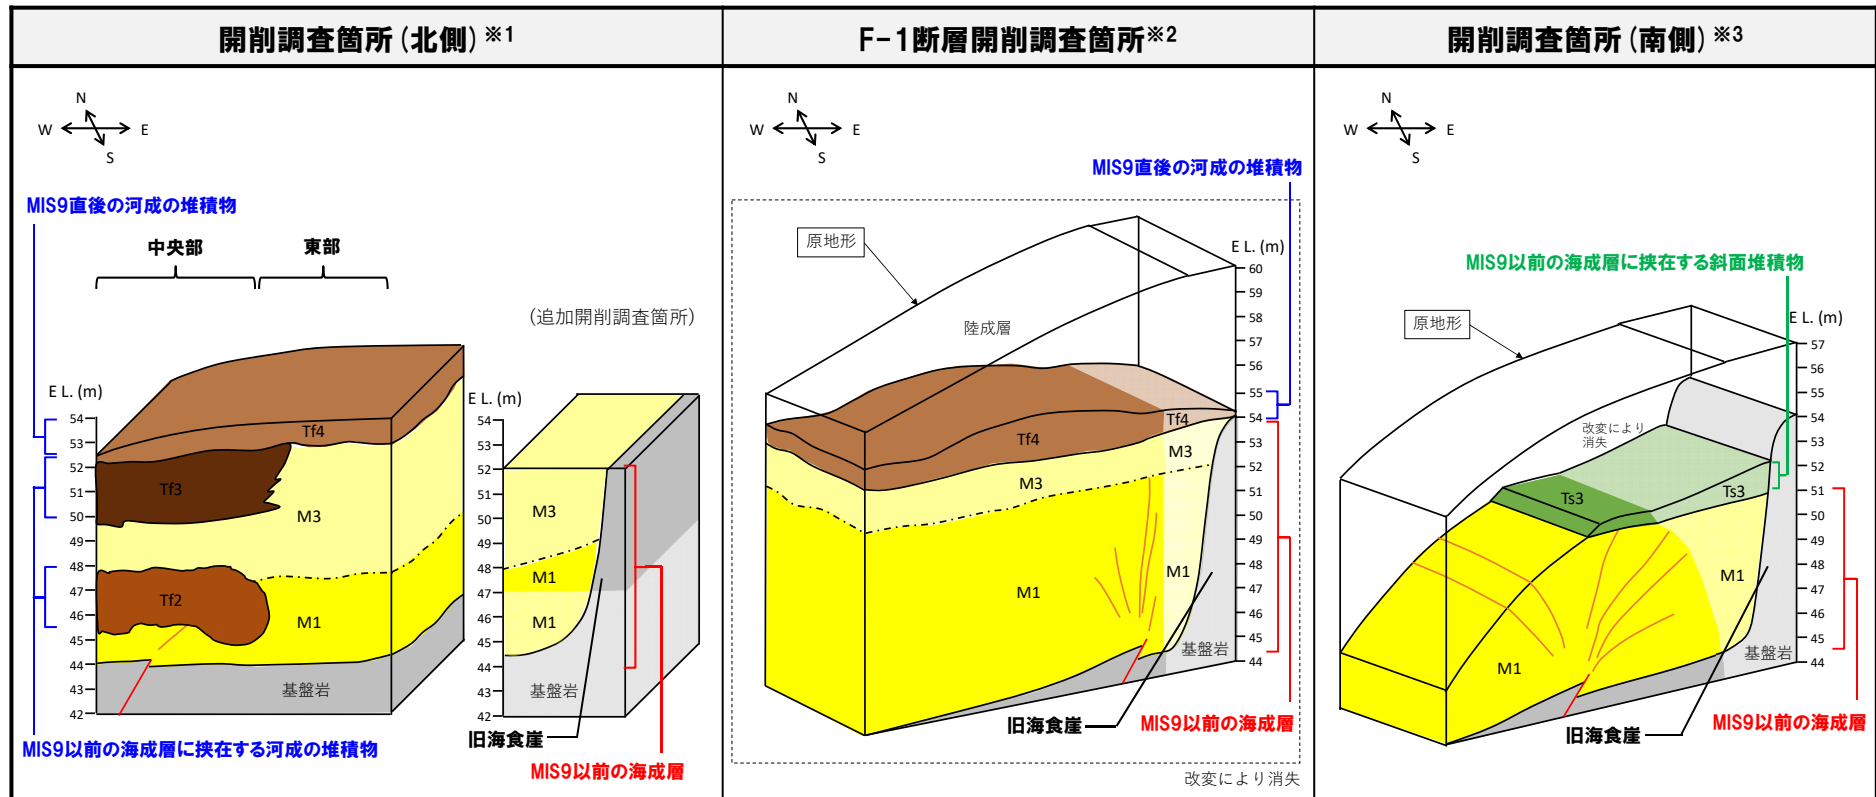 開削調査箇所(北側)※1
F-1断層開削調査箇所※2
開削調査箇所(南側)※3
N
W E
S
MIS9直後の河成の堆積物
中央部 東部
(追加開削調査箇所)
E L. (m)
54
53
52
51
50
49
48
47
46
45
44
43
42
Tf4
Tf3
M3
Tf2
M1
基盤岩
MIS9以前の海成層に挟在する河成の堆積物
E L. (m)
54
53
52
51
50
49
48
47
46
45
44
43
42
M3
M1
M1
基盤岩
旧海食崖
MIS9以前の海成層
N
W E
S
MIS9直後の河成の堆積物
原地形
陸成層
E L. (m)
60
59
58
57
56
55
54
53
52
51
50
49
48
47
46
45
44
Tf4
Tf4
M3
M3
M1
M1
基盤岩
旧海食崖
MIS9以前の海成層
改変により消失
N
W E
S
MIS9以前の海成層に挟在する斜面堆積物
原地形
E L. (m)
57
56
55
54
53
52
51
50
49
48
47
46
45
44
改変により
消失
Ts3
Ts3
M1
M1
基盤岩
旧海食崖
MIS9以前の海成層